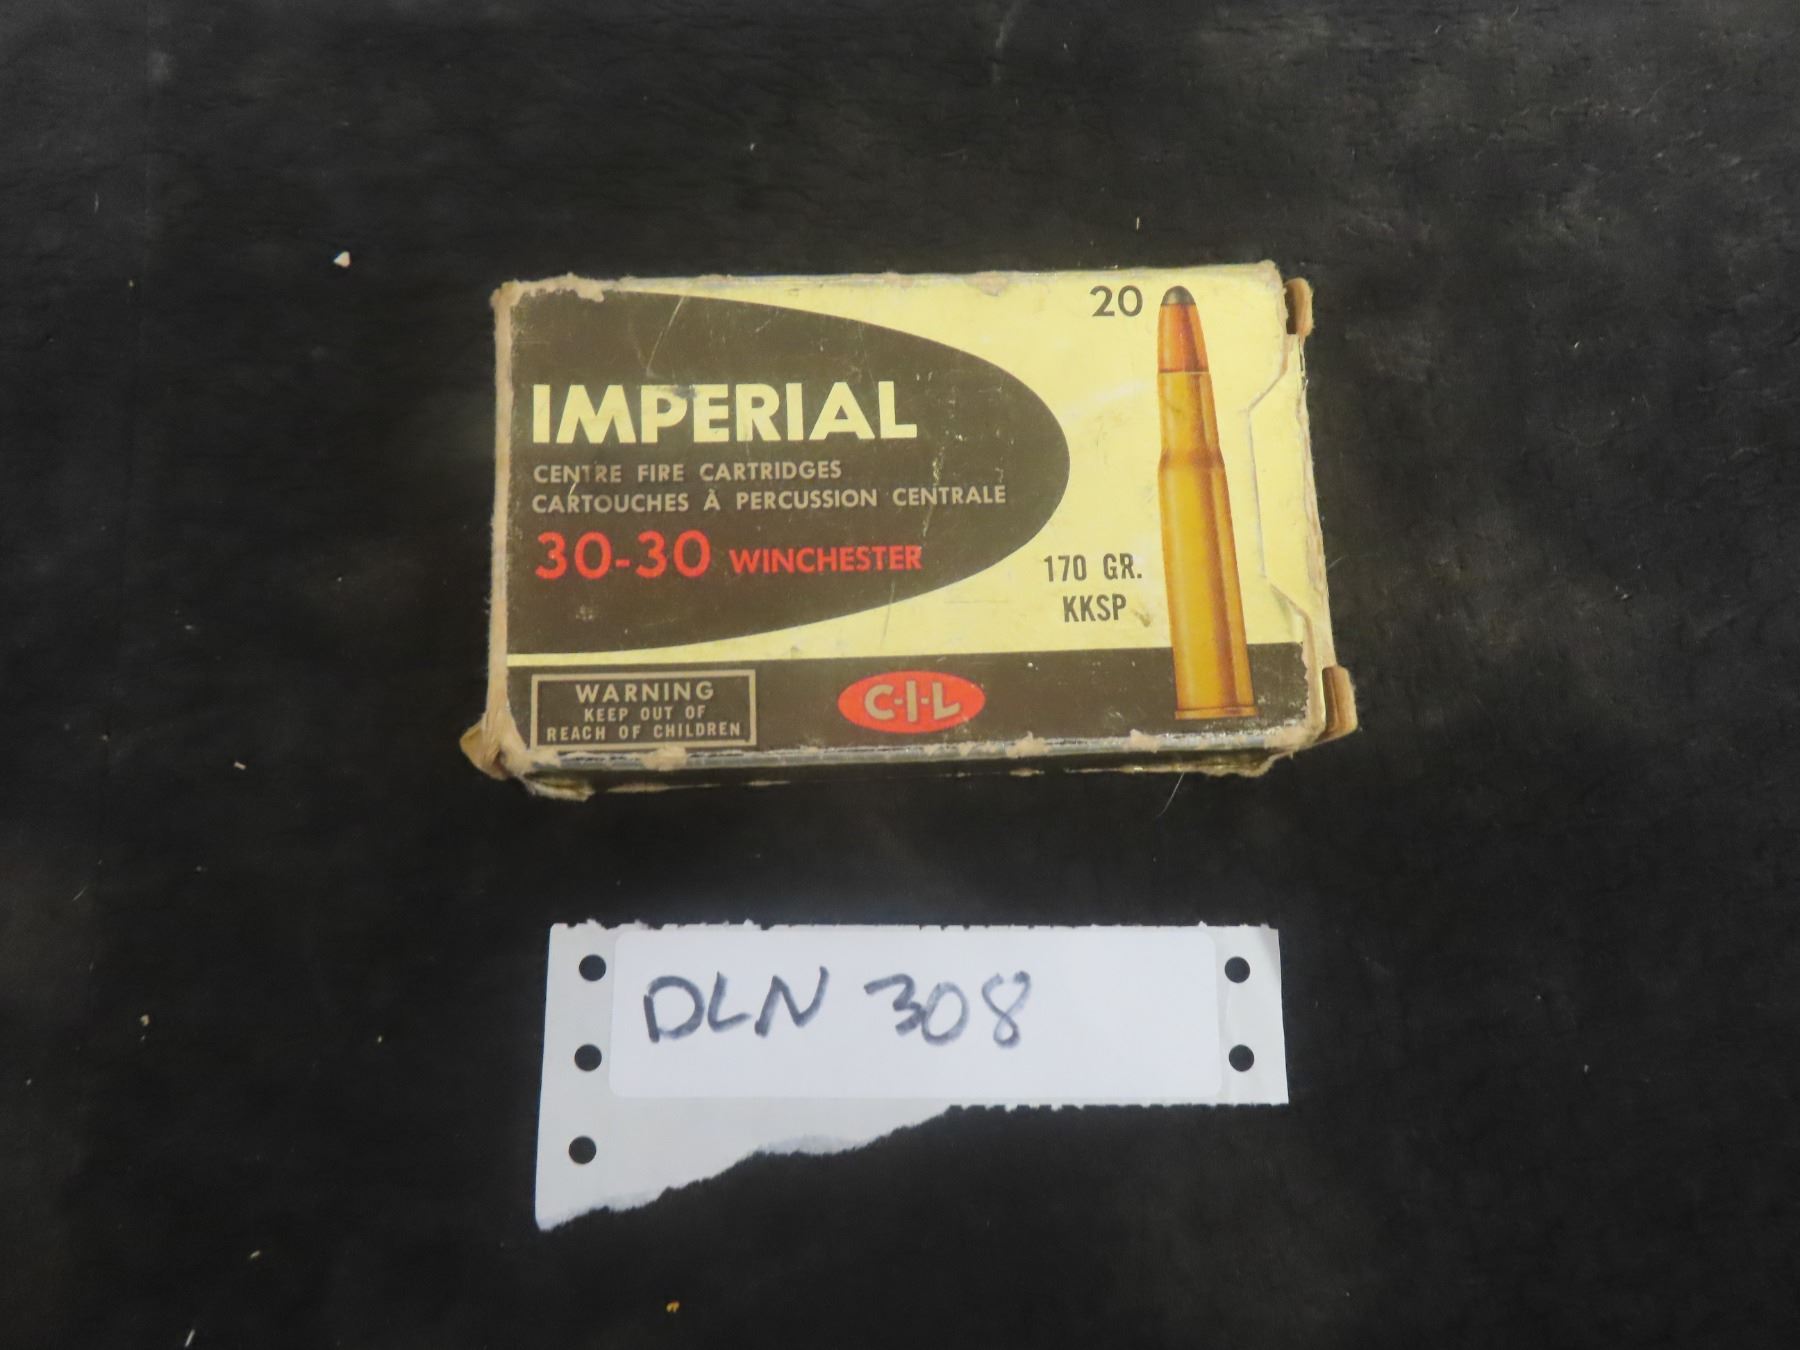 20
IMPERIAL
CENTRE FIRE CARTRIDGES
CARTOUCHES À PERCUSSION CENTRALE
30-30 WINCHESTER
170 GR.
KKSP
WARNING
KEEP OUT OF
REACH OF CHILDREN
C-I-L
DLN 308